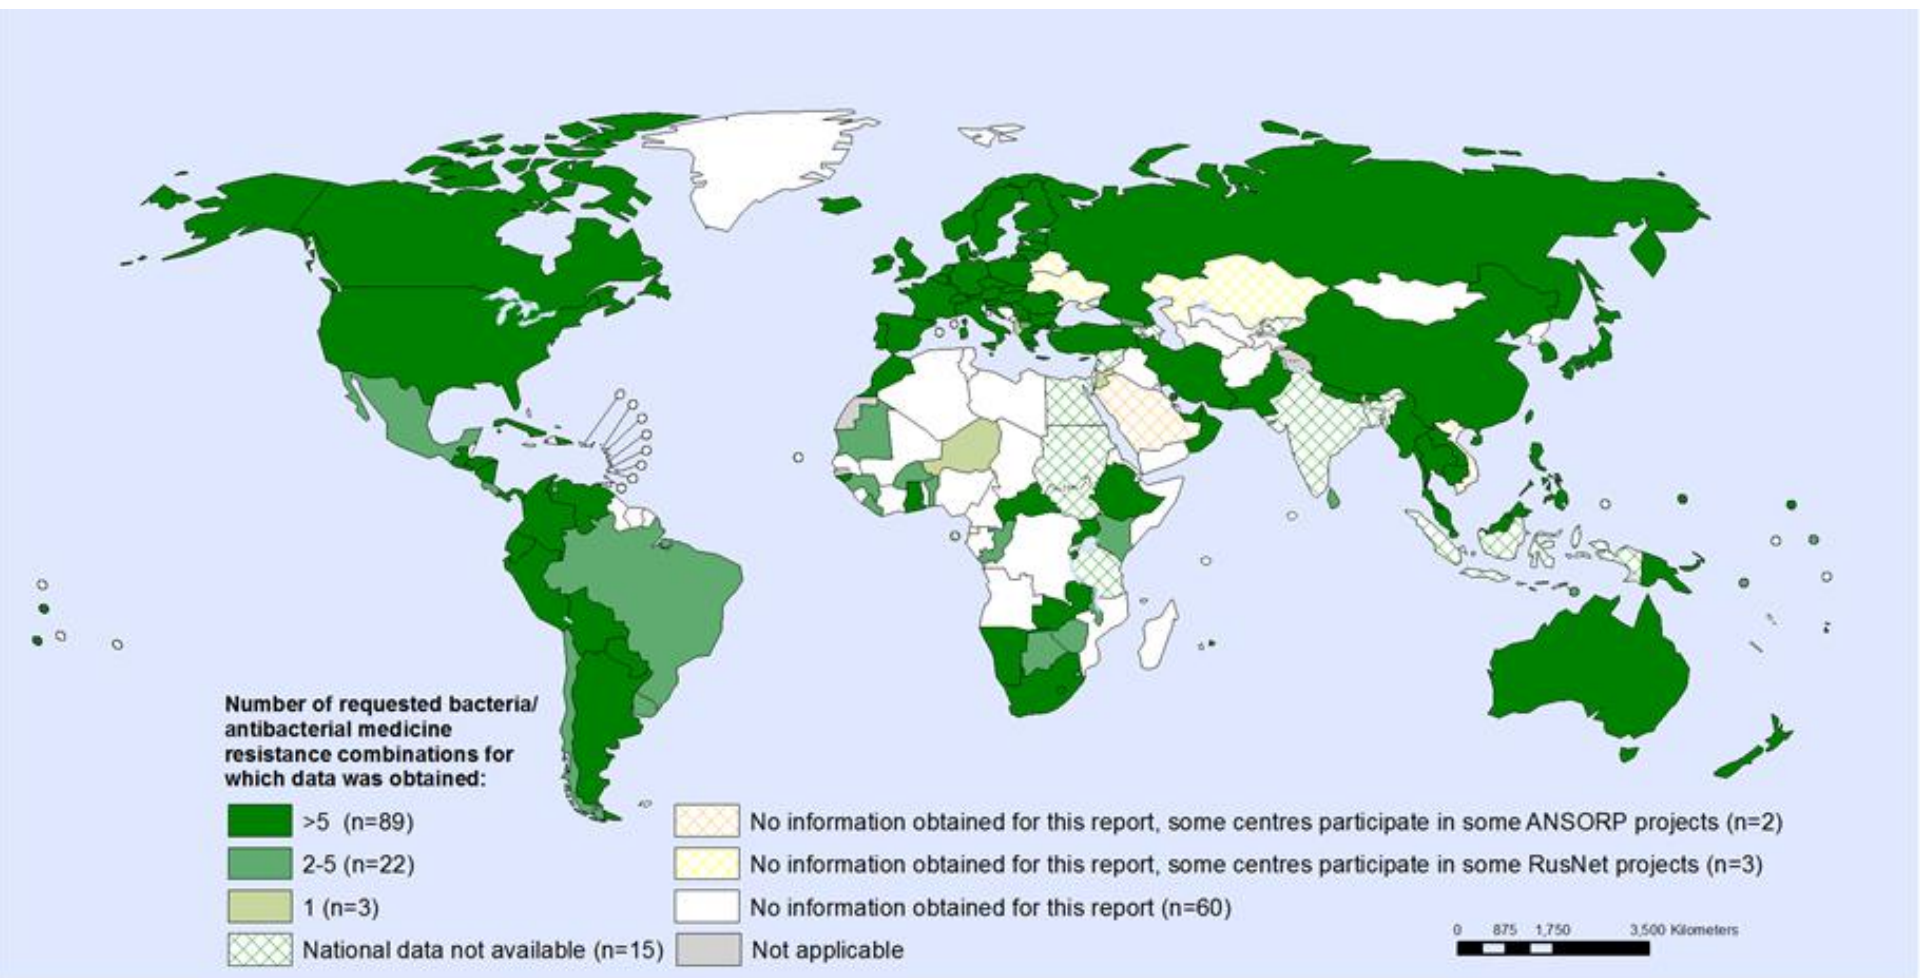 Number of requested bacteria/
antibacterial medicine
resistance combinations for
which data was obtained:
>5 (n=89)
2-5 (n=22)
1 (n=3)
National data not available (n=15)
No information obtained for this report, some centres participate in some ANSORP projects (n=2)
No information obtained for this report, some centres participate in some RusNet projects (n=3)
No information obtained for this report (n=60)
Not applicable
0 875 1,750 3,500 Kilometers